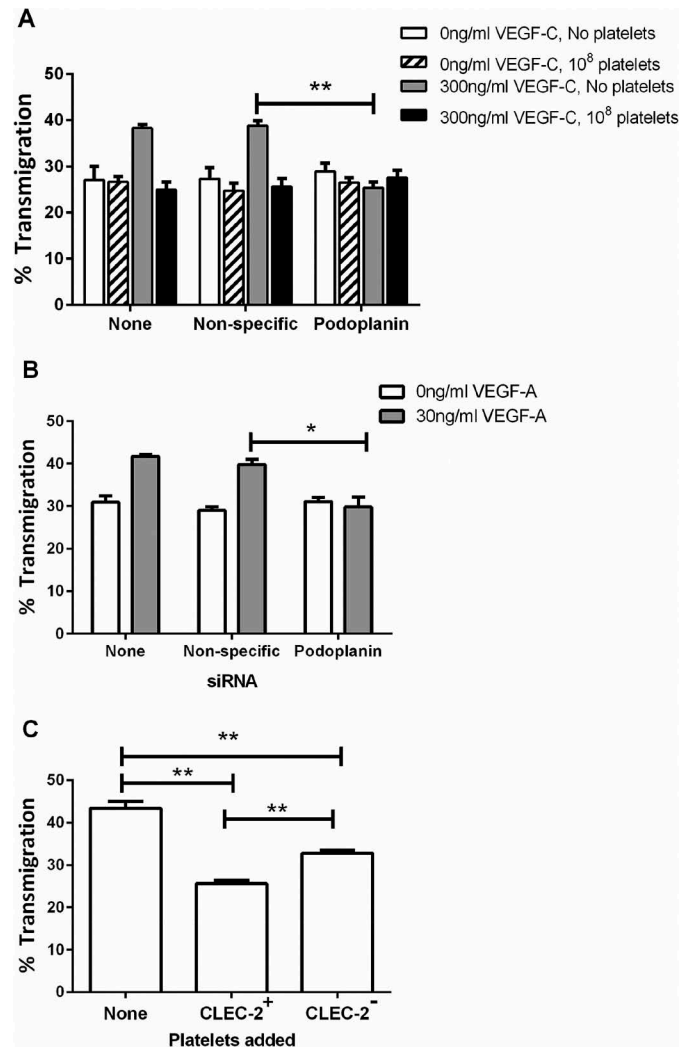 A
0ng/ml VEGF-C, No platelets
0ng/ml VEGF-C, 10⁸ platelets
300ng/ml VEGF-C, No platelets
300ng/ml VEGF-C, 10⁸ platelets
**
% Transmigration
50
40
30
20
10
0
None Non-specific Podoplanin
B
0ng/ml VEGF-A
30ng/ml VEGF-A
*
% Transmigration
50
40
30
20
10
0
None Non-specific Podoplanin
siRNA
C
**
**
**
% Transmigration
50
40
30
20
10
0
None CLEC-2⁺ CLEC-2⁻
Platelets added